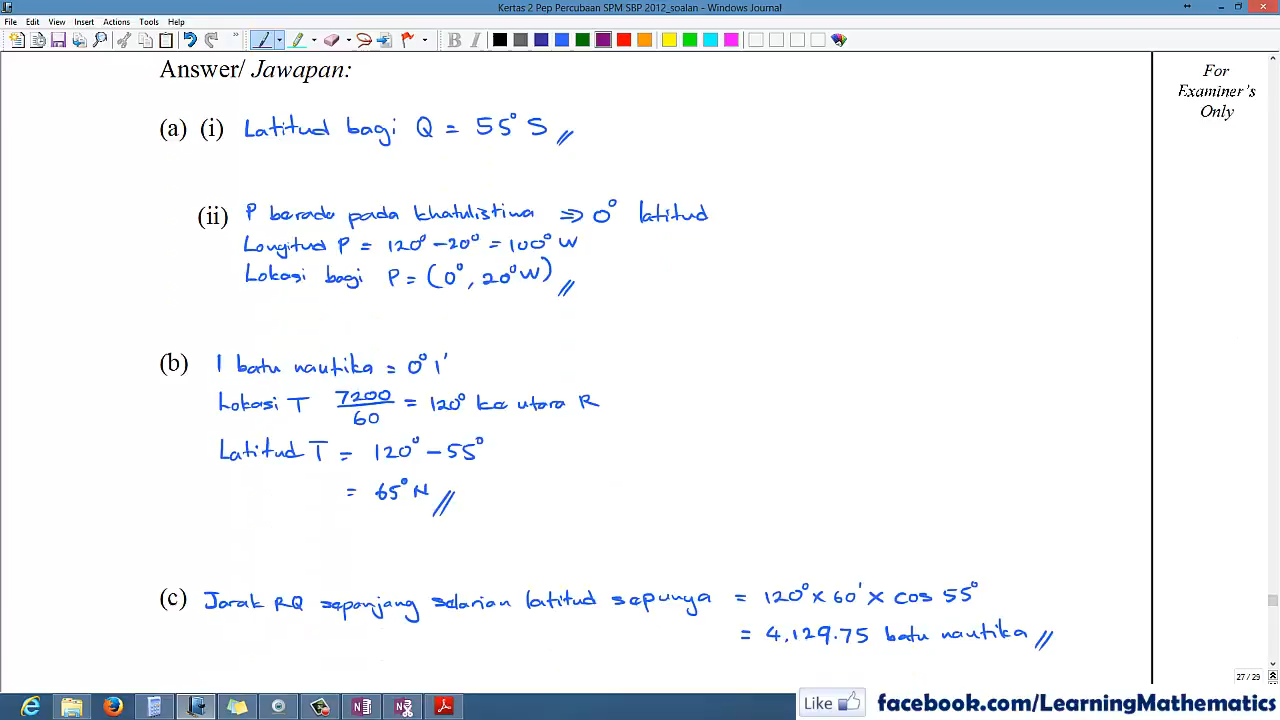 Kertas 2 Pep Percubaan SPM SBP 2012_soalan - Windows Journal
File Edit View Insert Actions Tools Help
B I
Answer/ Jawapan:
For
Examiner's
Only
(a) (i) Latitud bagi Q = 55° S //
(ii) P berada pada khatulistiwa ⇒ 0° latitud
Longitud P = 120° - 20° = 100° W
Lokasi bagi P = (0°, 20° W) //
(b) 1 batu nautika = 0° 1'
Lokasi T 7200/60 = 120° ke utara R
Latitud T = 120° - 55°
= 65° N //
(c) Jarak RQ sepanjang selarian latitud sepunya = 120° x 60' x cos 55°
= 4,129.75 batu nautika //
27 / 29
Like facebook.com/LearningMathematics